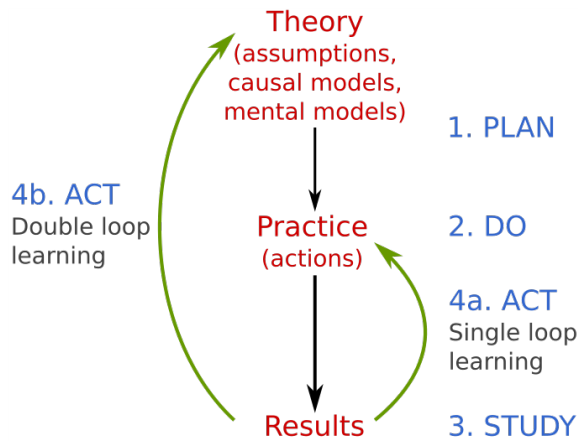 Theory
(assumptions,
causal models,
mental models)
1. PLAN
4b. ACT
Double loop
learning
Practice
(actions)
2. DO
4a. ACT
Single loop
learning
Results
3. STUDY